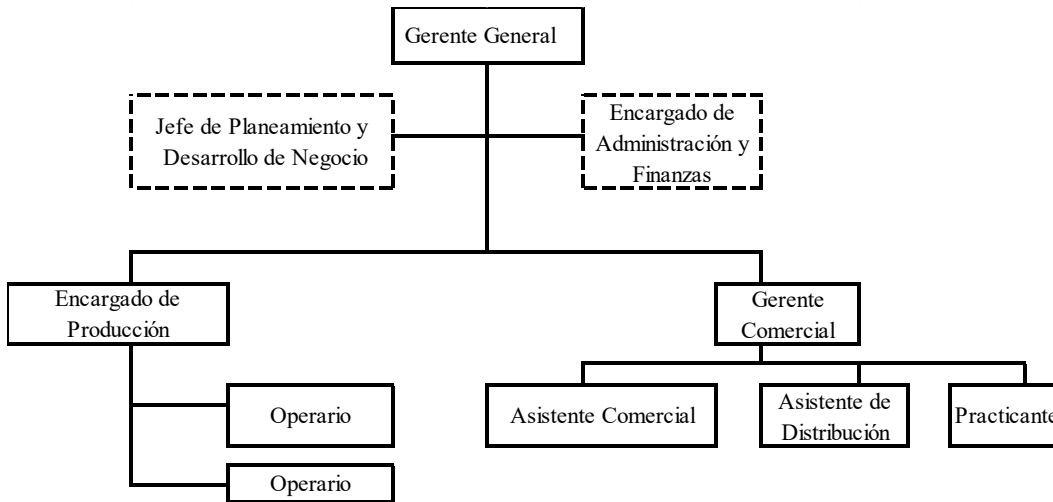 Gerente General
Jefe de Planeamiento y
Desarrollo de Negocio
Encargado de
Administración y
Finanzas
Encargado de
Producción
Gerente
Comercial
Operario
Operario
Asistente Comercial
Asistente de
Distribución
Practicante